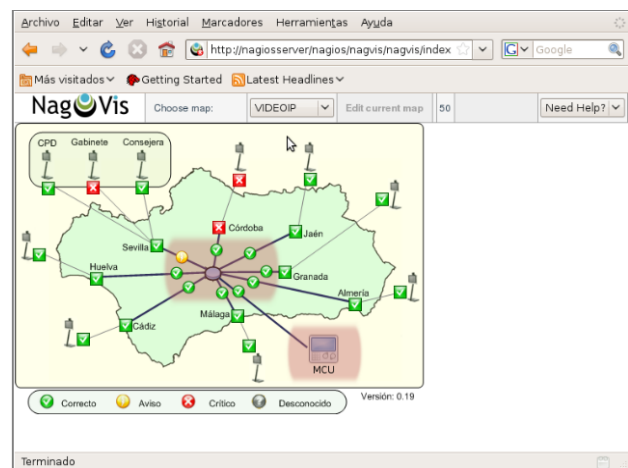 Archivo Editar Ver Historial Marcadores Herramientas Ayuda
http://nagiosserver/nagios/nagvis/nagvis/index
Google
Más visitados
Getting Started
Latest Headlines
NagVis
Choose map:
VIDEOIP
Edit current map
50
Need Help?
CPD Gabinete Consejera
Córdoba
Jaén
Sevilla
Huelva
Granada
Almería
Málaga
Cádiz
MCU
Correcto Aviso Crítico Desconocido
Versión: 0.19
Terminado